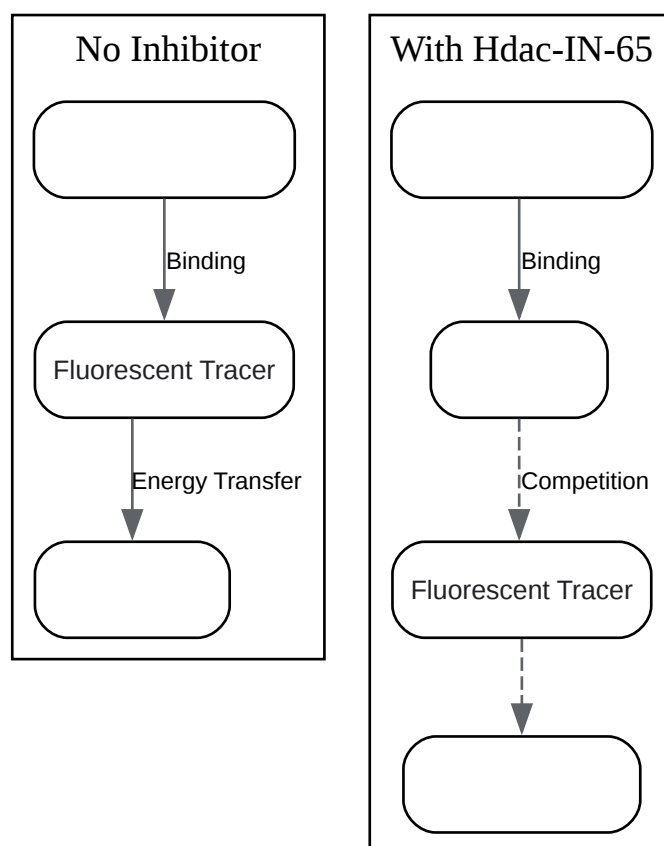 No Inhibitor
Binding
Fluorescent Tracer
Energy Transfer
With Hdac-IN-65
Binding
Competition
Fluorescent Tracer